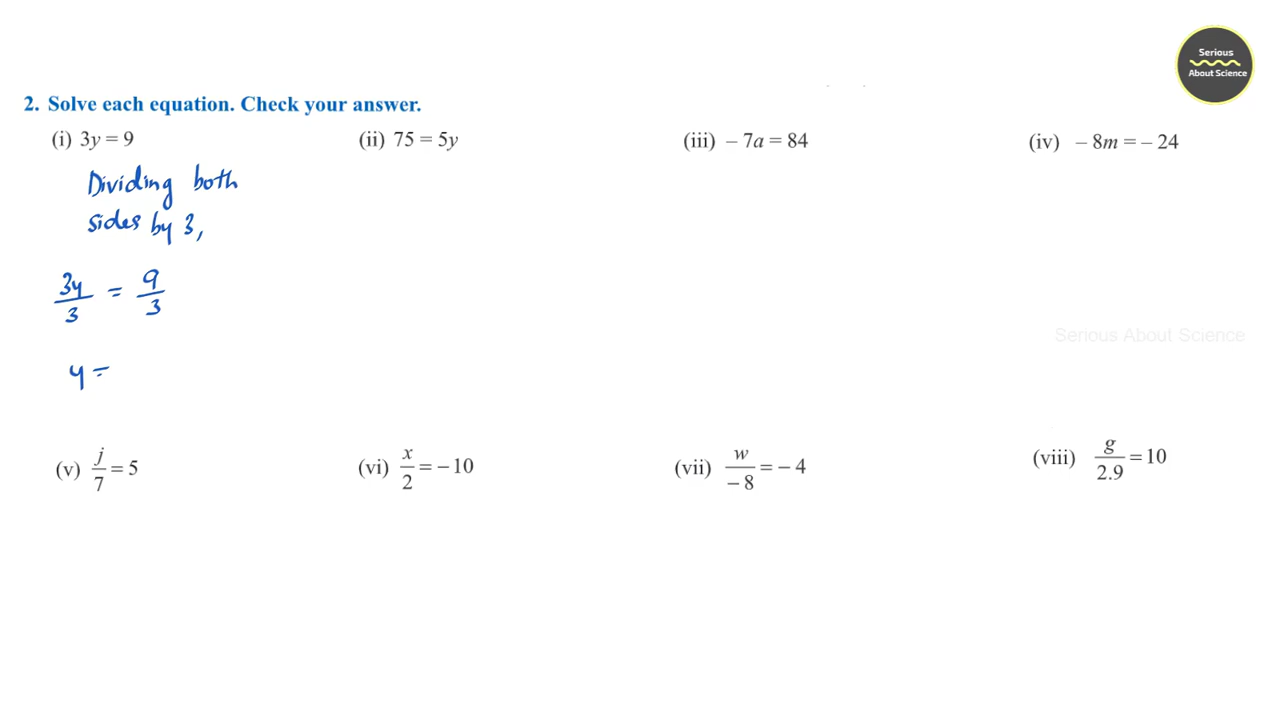 Serious
About Science
2. Solve each equation. Check your answer.
(i) 3y = 9
(ii) 75 = 5y
(iii) – 7a = 84
(iv) – 8m = – 24
Dividing both
sides by 3,
3y/3 = 9/3
Serious About Science
y =
(v) j/7 = 5
(vi) x/2 = – 10
(vii) w/– 8 = – 4
(viii) g/2.9 = 10